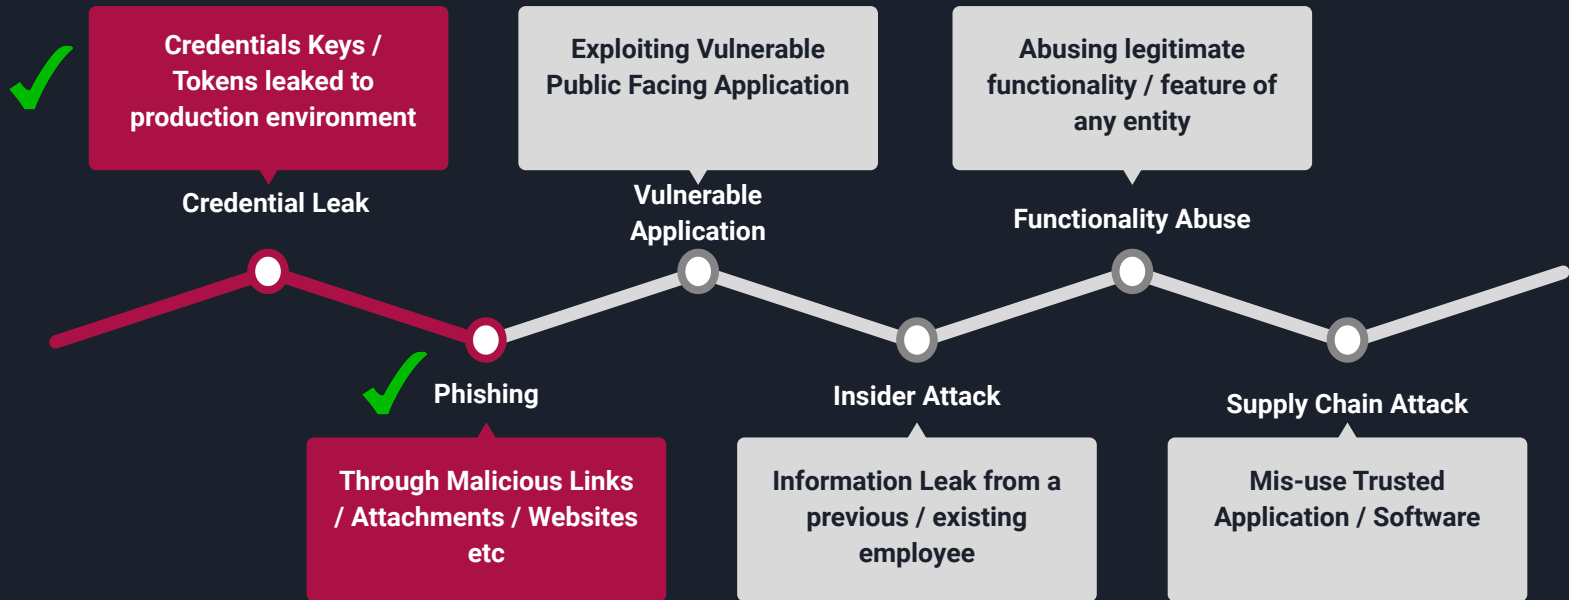 Credentials Keys /
Tokens leaked to
production environment
Credential Leak
Exploiting Vulnerable
Public Facing Application
Vulnerable
Application
Abusing legitimate
functionality / feature of
any entity
Functionality Abuse
Phishing
Through Malicious Links
/ Attachments / Websites
etc
Insider Attack
Information Leak from a
previous / existing
employee
Supply Chain Attack
Mis-use Trusted
Application / Software